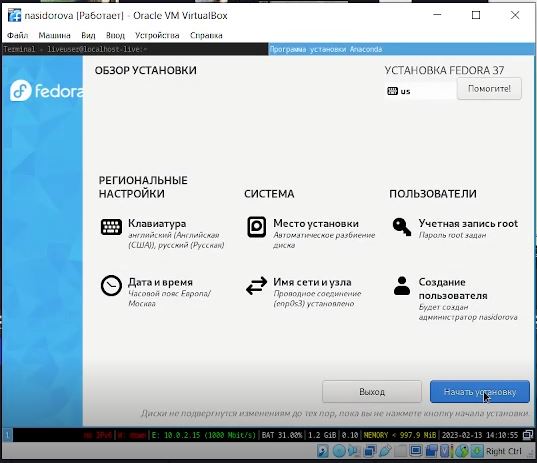 nasidorova [Работает] - Oracle VM VirtualBox
Файл Машина Вид Ввод Устройства Справка
Terminal - liveuser@localhost-live:~ Программа установки Anaconda
fedora
ОБЗОР УСТАНОВКИ
УСТАНОВКА FEDORA 37
us
Помогите!
РЕГИОНАЛЬНЫЕ
НАСТРОЙКИ
Клавиатура
английский (Английская
(США)), русский (Русская)
Дата и время
Часовой пояс Европа/
Москва
СИСТЕМА
Место установки
Автоматическое разбиение
диска
Имя сети и узла
Проводное соединение
(enp0s3) установлено
ПОЛЬЗОВАТЕЛИ
Учетная запись root
Пароль root задан
Создание
пользователя
Будет создан
администратор nasidorova
Выход
Начать установку
Диски не подвергнутся изменениям до тех пор, пока вы не нажмете кнопку начала установки.
1 no IPv6| W: down| E: 10.0.2.15 (1000 Mbit/s)| BAT 31.00%| 1.2 GiB| 0.10| MEMORY < 997.9 MiB| 2023-02-13 14:10:55
Right Ctrl